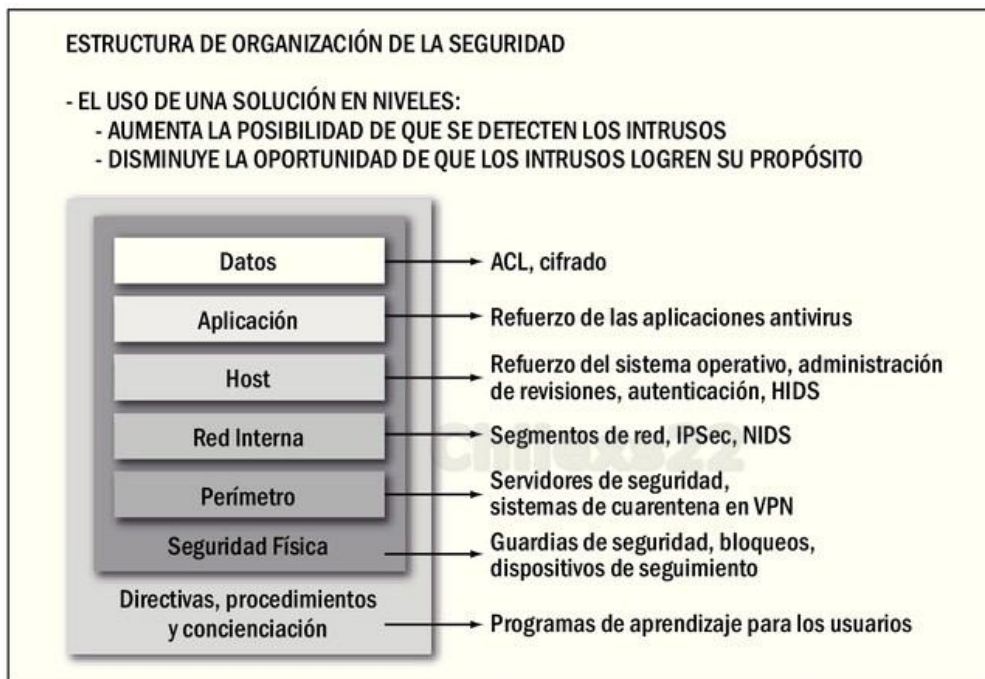 ESTRUCTURA DE ORGANIZACIÓN DE LA SEGURIDAD
- EL USO DE UNA SOLUCIÓN EN NIVELES:
- AUMENTA LA POSIBILIDAD DE QUE SE DETECTEN LOS INTRUSOS
- DISMINUYE LA OPORTUNIDAD DE QUE LOS INTRUSOS LOGREN SU PROPÓSITO
Datos
ACL, cifrado
Aplicación
Refuerzo de las aplicaciones antivirus
Host
Refuerzo del sistema operativo, administración
de revisiones, autenticación, HIDS
Red Interna
Segmentos de red, IPSec, NIDS
Perímetro
Servidores de seguridad,
sistemas de cuarentena en VPN
Seguridad Física
Guardias de seguridad, bloqueos,
dispositivos de seguimiento
Directivas, procedimientos
y concienciación
Programas de aprendizaje para los usuarios